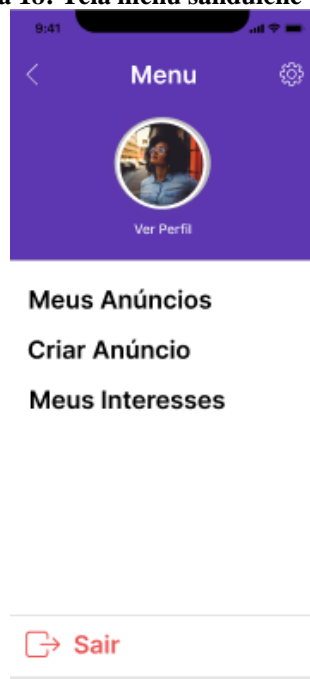 18: Tela menu sanduíche
9:41
Menu
Ver Perfil
Meus Anúncios
Criar Anúncio
Meus Interesses
Sair